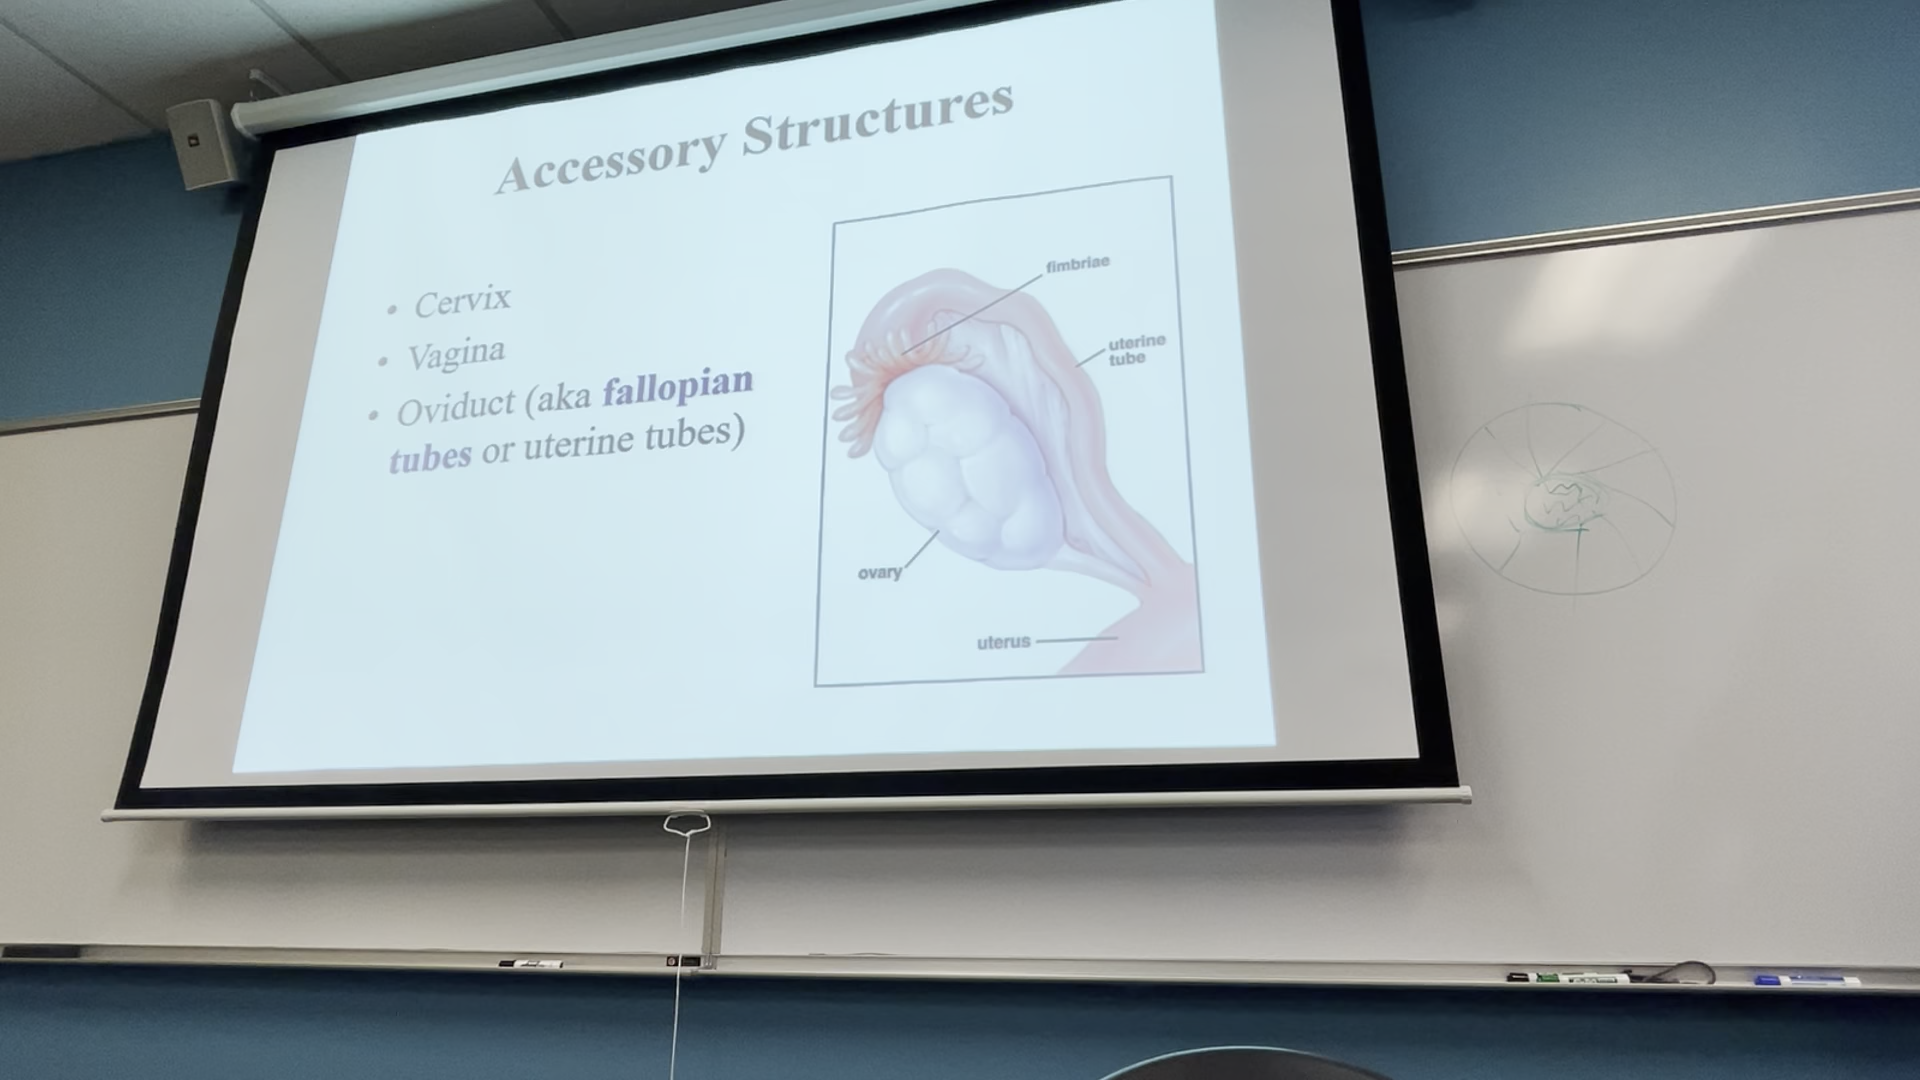 Accessory Structures
• Cervix
• Vagina
• Oviduct (aka fallopian
tubes or uterine tubes)
fimbriae
uterine
tube
ovary
uterus